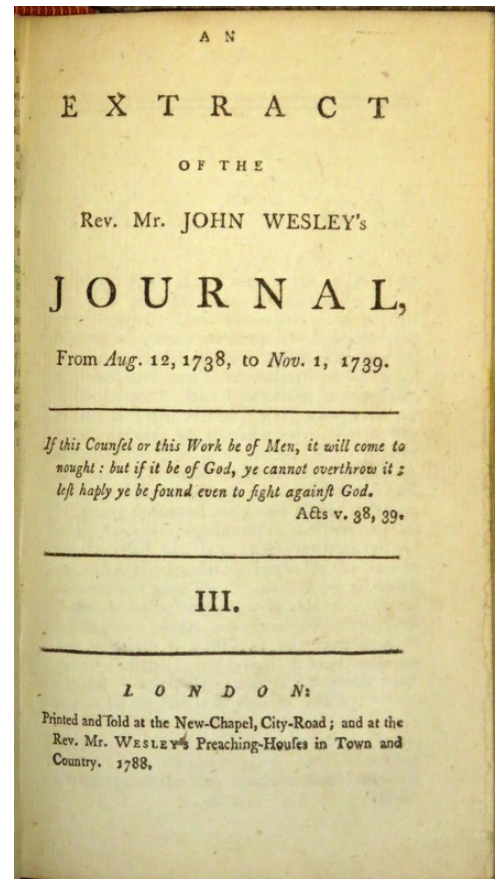 AN
EXTRACT
OF THE
Rev. Mr. JOHN WESLEY's
JOURNAL,
From Aug. 12, 1738, to Nov. 1, 1739.
If this Counſel or this Work be of Men, it will come to
nought : but if it be of God, ye cannot overthrow it ;
leſt haply ye be found even to fight againſt God.
Acts v. 38, 39.
III.
LONDON:
Printed and ſold at the New-Chapel, City-Road ; and at the
Rev. Mr. WESLEY's Preaching-Houſes in Town and
Country. 1788,